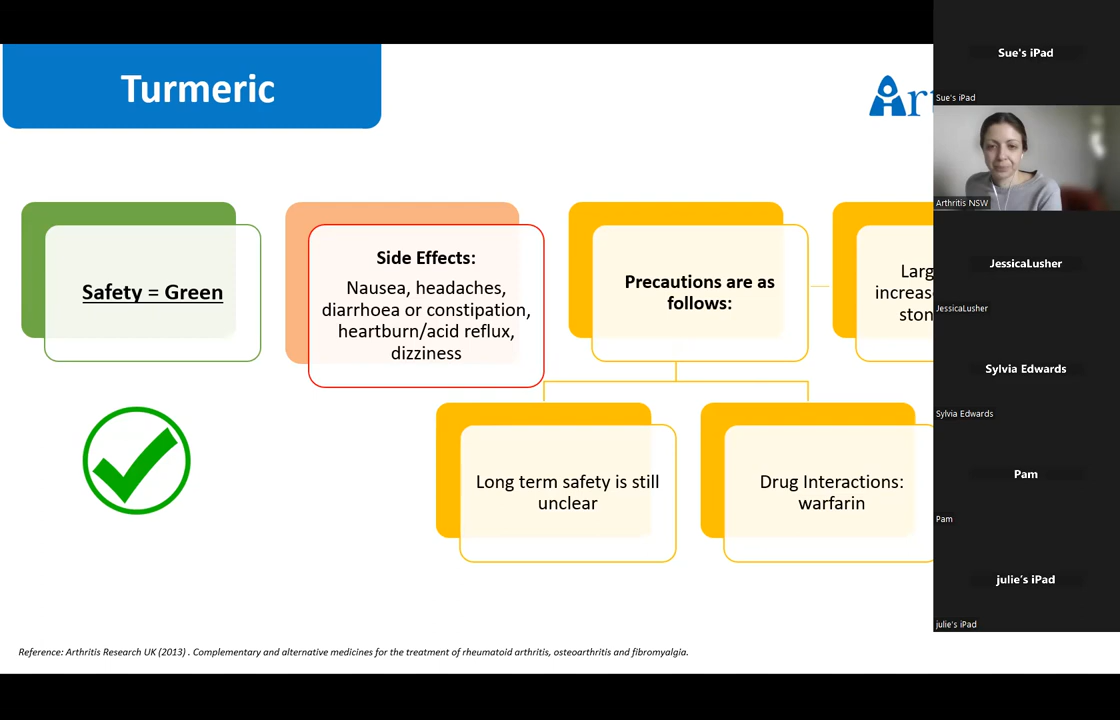 Turmeric
Safety = Green
Side Effects:
Nausea, headaches,
diarrhoea or constipation,
heartburn/acid reflux,
dizziness
Precautions are as
follows:
Long term safety is still
unclear
Drug Interactions:
warfarin
Reference: Arthritis Research UK (2013) . Complementary and alternative medicines for the treatment of rheumatoid arthritis, osteoarthritis and fibromyalgia.
Sue's iPad
Sue's iPad
Arthritis NSW
JessicaLusher
JessicaLusher
Sylvia Edwards
Sylvia Edwards
Pam
Pam
julie's iPad
julie's iPad